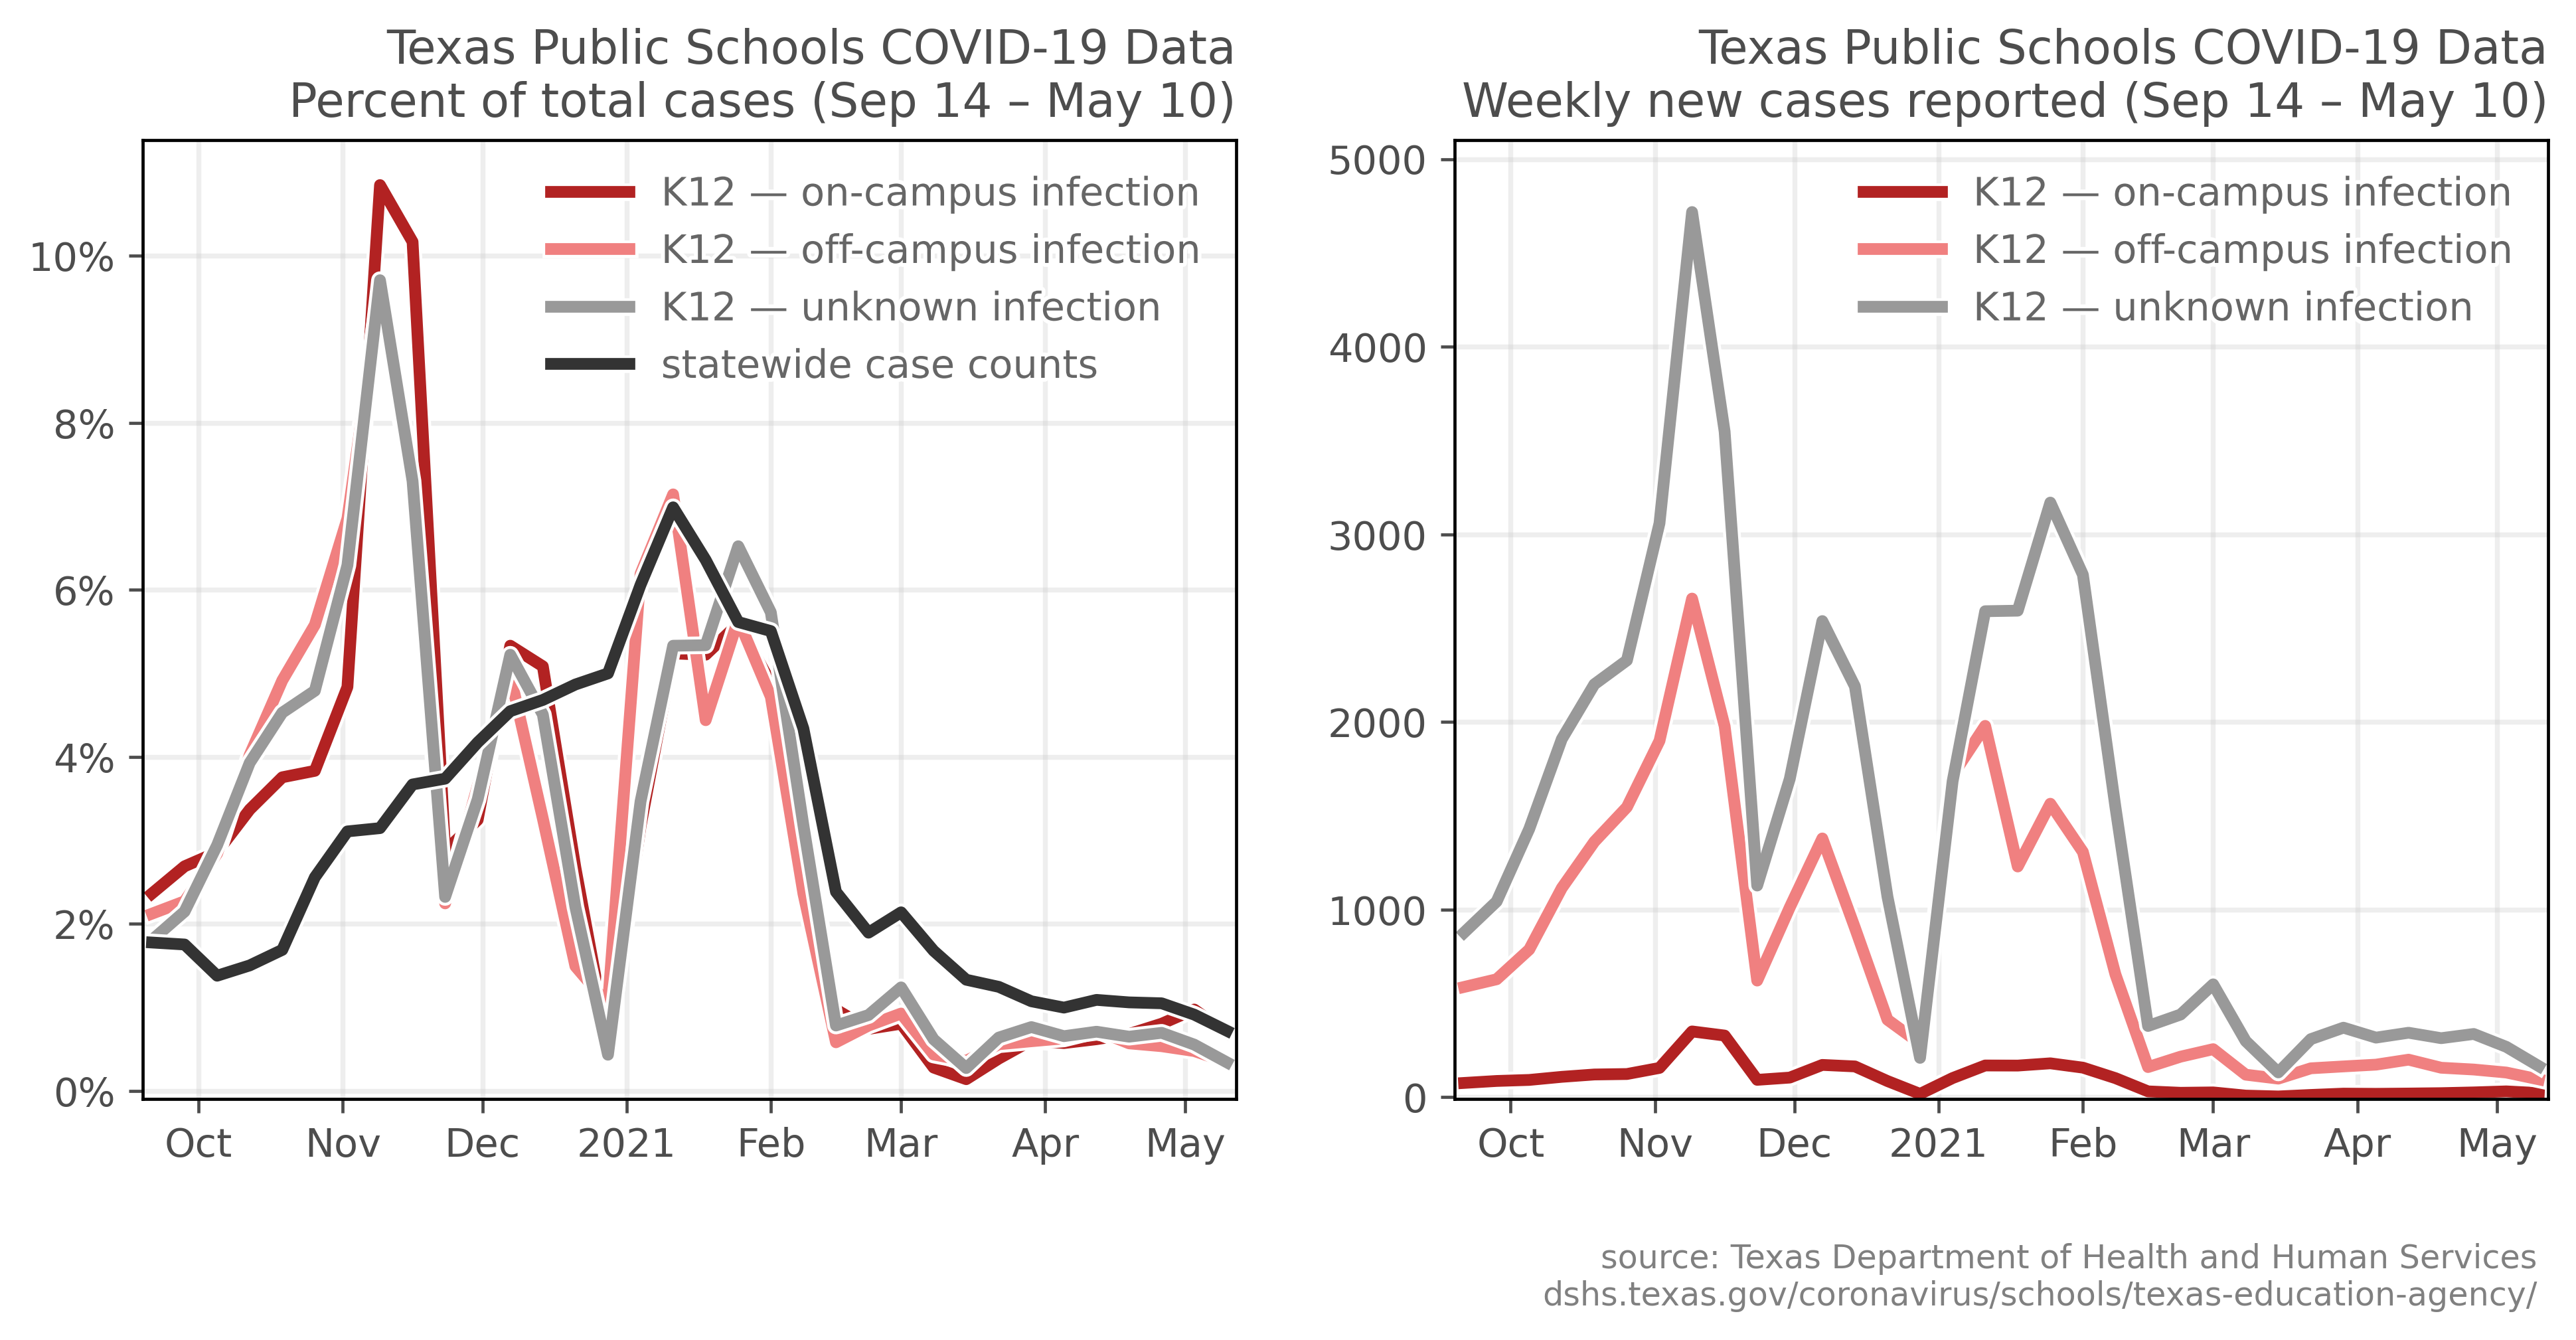 Texas Public Schools COVID-19 Data
Percent of total cases (Sep 14 – May 10)
K12 — on-campus infection
K12 — off-campus infection
K12 — unknown infection
statewide case counts
10%
8%
6%
4%
2%
0%
Oct Nov Dec 2021 Feb Mar Apr May
Texas Public Schools COVID-19 Data
Weekly new cases reported (Sep 14 – May 10)
K12 — on-campus infection
K12 — off-campus infection
K12 — unknown infection
5000
4000
3000
2000
1000
0
Oct Nov Dec 2021 Feb Mar Apr May
source: Texas Department of Health and Human Services
dshs.texas.gov/coronavirus/schools/texas-education-agency/